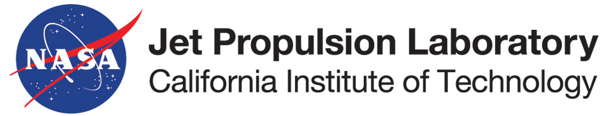 NASA
Jet Propulsion Laboratory
California Institute of Technology